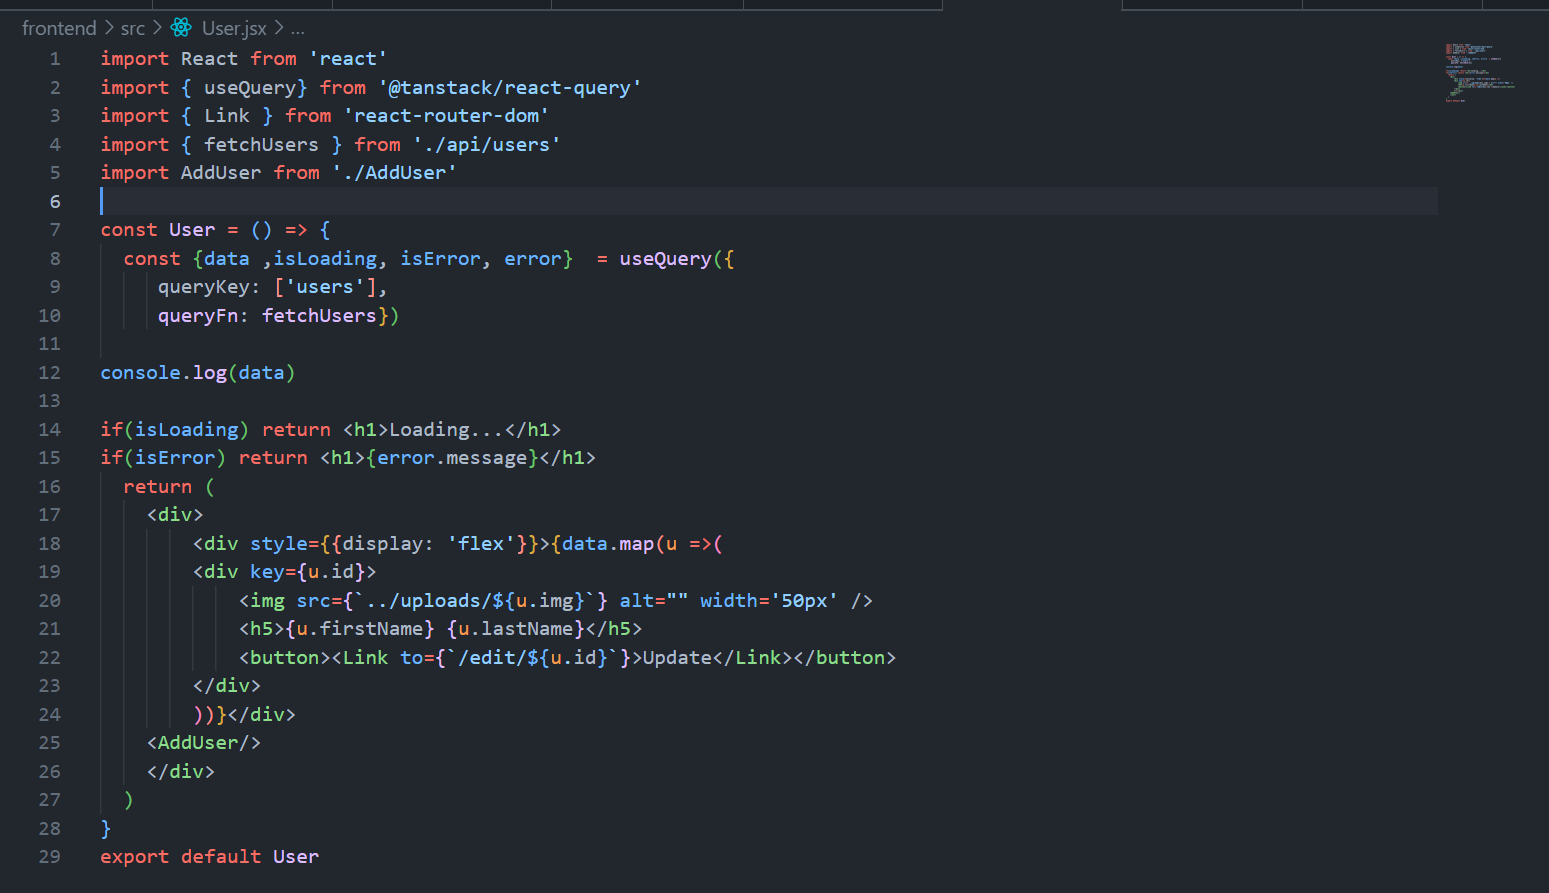 frontend > src > User.jsx > ...
1 import React from 'react'
2 import { useQuery} from '@tanstack/react-query'
3 import { Link } from 'react-router-dom'
4 import { fetchUsers } from './api/users'
5 import AddUser from './AddUser'
6
7 const User = () => {
8   const {data ,isLoading, isError, error}  = useQuery({
9      queryKey: ['users'],
10      queryFn: fetchUsers})
11
12 console.log(data)
13
14 if(isLoading) return <h1>Loading...</h1>
15 if(isError) return <h1>{error.message}</h1>
16   return (
17     <div>
18         <div style={{display: 'flex'}}>{data.map(u =>(
19         <div key={u.id}>
20             <img src={`../uploads/${u.img}`} alt="" width='50px' />
21             <h5>{u.firstName} {u.lastName}</h5>
22             <button><Link to={`/edit/${u.id}`}>Update</Link></button>
23         </div>
24         ))}</div>
25     <AddUser/>
26     </div>
27   )
28 }
29 export default User